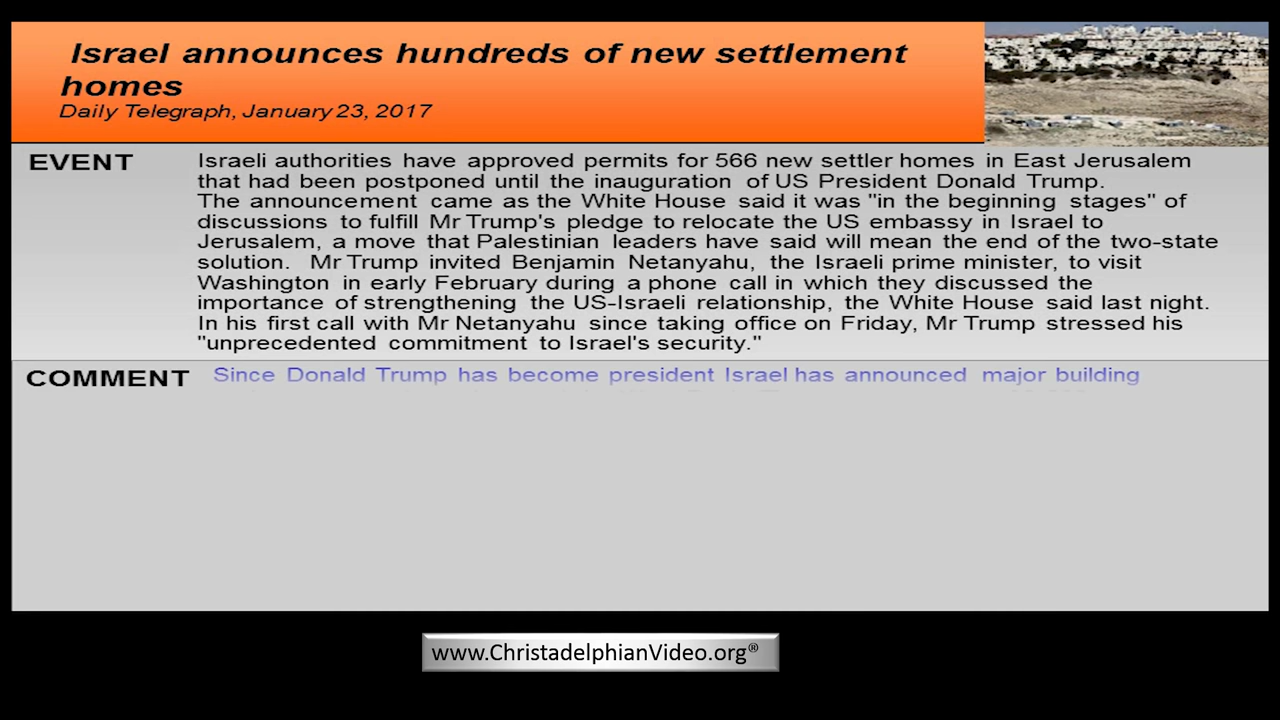 Israel announces hundreds of new settlement
homes
Daily Telegraph, January 23, 2017
EVENT
Israeli authorities have approved permits for 566 new settler homes in East Jerusalem
that had been postponed until the inauguration of US President Donald Trump.
The announcement came as the White House said it was "in the beginning stages" of
discussions to fulfill Mr Trump's pledge to relocate the US embassy in Israel to
Jerusalem, a move that Palestinian leaders have said will mean the end of the two-state
solution. Mr Trump invited Benjamin Netanyahu, the Israeli prime minister, to visit
Washington in early February during a phone call in which they discussed the
importance of strengthening the US-Israeli relationship, the White House said last night.
In his first call with Mr Netanyahu since taking office on Friday, Mr Trump stressed his
"unprecedented commitment to Israel's security."
COMMENT
Since Donald Trump has become president Israel has announced major building
www.ChristadelphianVideo.org®